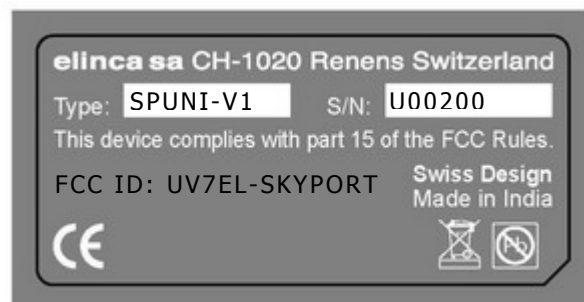 elinca sa CH-1020 Renens Switzerland
Type: SPUNI-V1 S/N: U00200
This device complies with part 15 of the FCC Rules.
FCC ID: UV7EL-SKYPORT
Swiss Design
Made in India
CE
Pb